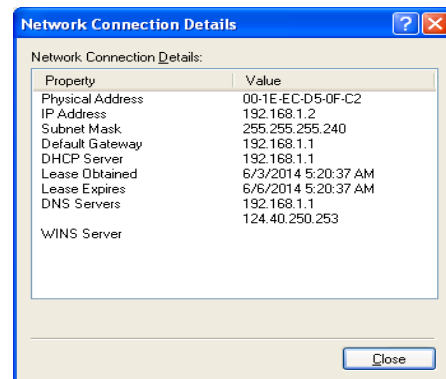 Network Connection Details
Network Connection Details:
Property Value
Physical Address 00-1E-EC-D5-0F-C2
IP Address 192.168.1.2
Subnet Mask 255.255.255.240
Default Gateway 192.168.1.1
DHCP Server 192.168.1.1
Lease Obtained 6/3/2014 5:20:37 AM
Lease Expires 6/6/2014 5:20:37 AM
DNS Servers 192.168.1.1
124.40.250.253
WINS Server
Close